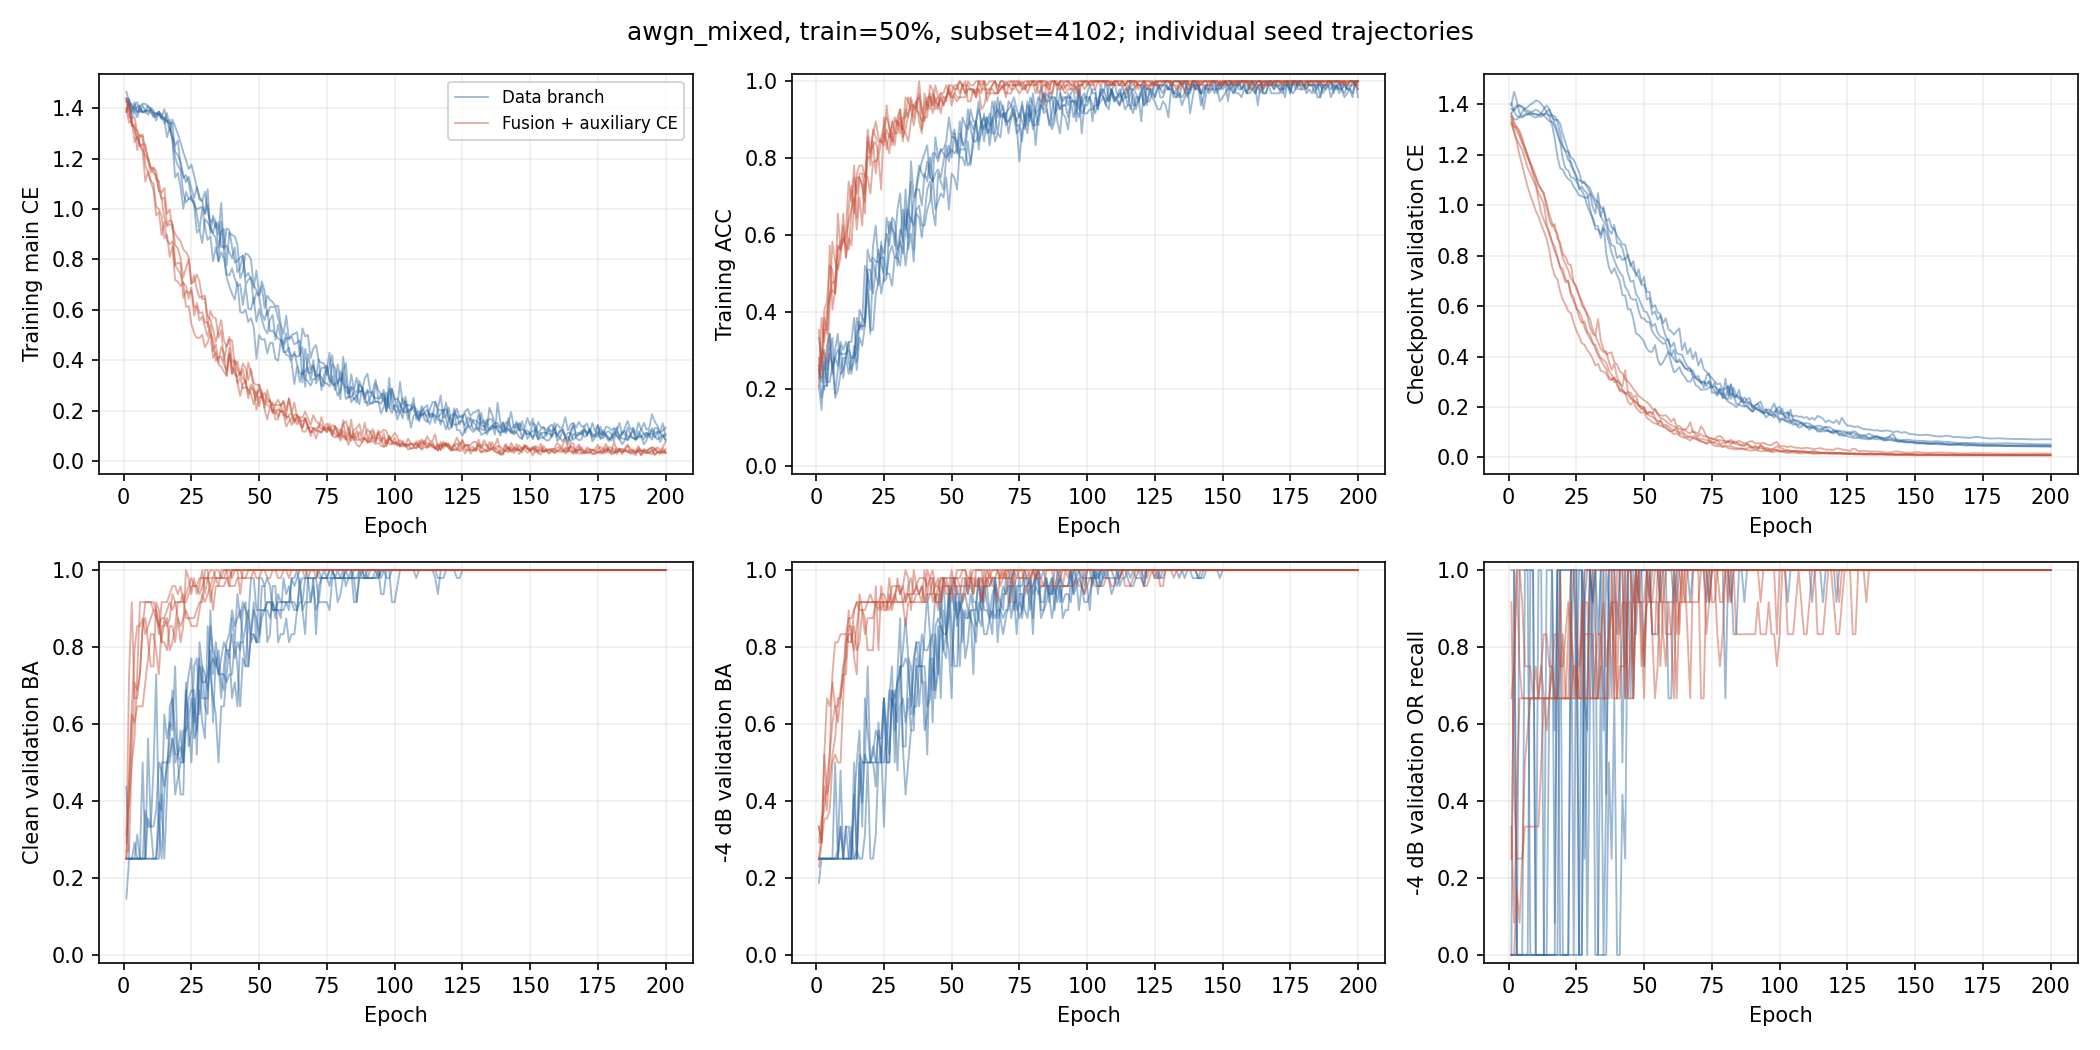 awgn_mixed, train=50%, subset=4102; individual seed trajectories
Training main CE
1.4
1.2
1.0
0.8
0.6
0.4
0.2
0.0
Data branch
Fusion + auxiliary CE
0 25 50 75 100 125 150 175 200
Epoch
Training ACC
1.0
0.8
0.6
0.4
0.2
0.0
0 25 50 75 100 125 150 175 200
Epoch
Checkpoint validation CE
1.4
1.2
1.0
0.8
0.6
0.4
0.2
0.0
0 25 50 75 100 125 150 175 200
Epoch
Clean validation BA
1.0
0.8
0.6
0.4
0.2
0.0
0 25 50 75 100 125 150 175 200
Epoch
-4 dB validation BA
1.0
0.8
0.6
0.4
0.2
0.0
0 25 50 75 100 125 150 175 200
Epoch
-4 dB validation OR recall
1.0
0.8
0.6
0.4
0.2
0.0
0 25 50 75 100 125 150 175 200
Epoch